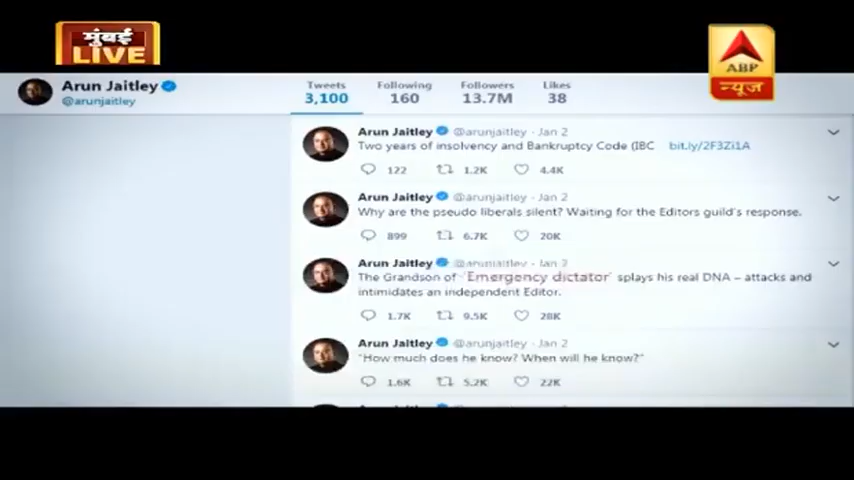 मुंबई
LIVE
ABP
न्यूज़
Arun Jaitley
@arunjaitley
Tweets Following Followers Likes
3,100 160 13.7M 38
Arun Jaitley @arunjaitley · Jan 2
Two years of insolvency and Bankruptcy Code (IBC bit.ly/2F3Zi1A
122 1.2K 4.4K
Arun Jaitley @arunjaitley · Jan 2
Why are the pseudo liberals silent? Waiting for the Editors guild's response.
899 6.7K 20K
Arun Jaitley @arunjaitley · Jan 2
The Grandson of 'Emergency dictator' splays his real DNA – attacks and
intimidates an independent Editor.
1.7K 9.5K 28K
Arun Jaitley @arunjaitley · Jan 2
"How much does he know? When will he know?"
1.6K 5.2K 22K